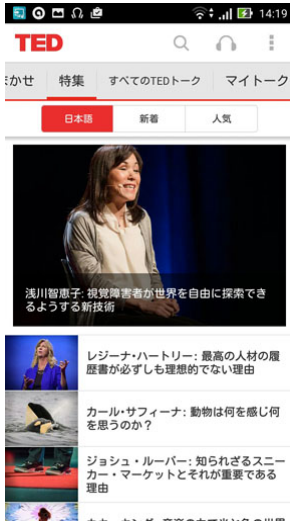 14:19
TED
まかせ 特集 すべてのTEDトーク マイトーク
日本語 新着 人気
浅川智恵子: 視覚障害者が世界を自由に探索でき
るようする新技術
レジーナ・ハートリー: 最高の人材の履
歴書が必ずしも理想的でない理由
カール・サフィーナ: 動物は何を感じ何
を思うのか？
ジョシュ・ルーバー: 知られざるスニー
カー・マーケットとそれが重要である
理由